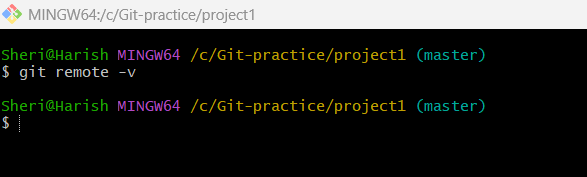 MINGW64:/c/Git-practice/project1
Sheri@Harish MINGW64 /c/Git-practice/project1 (master)
$ git remote -v
Sheri@Harish MINGW64 /c/Git-practice/project1 (master)
$